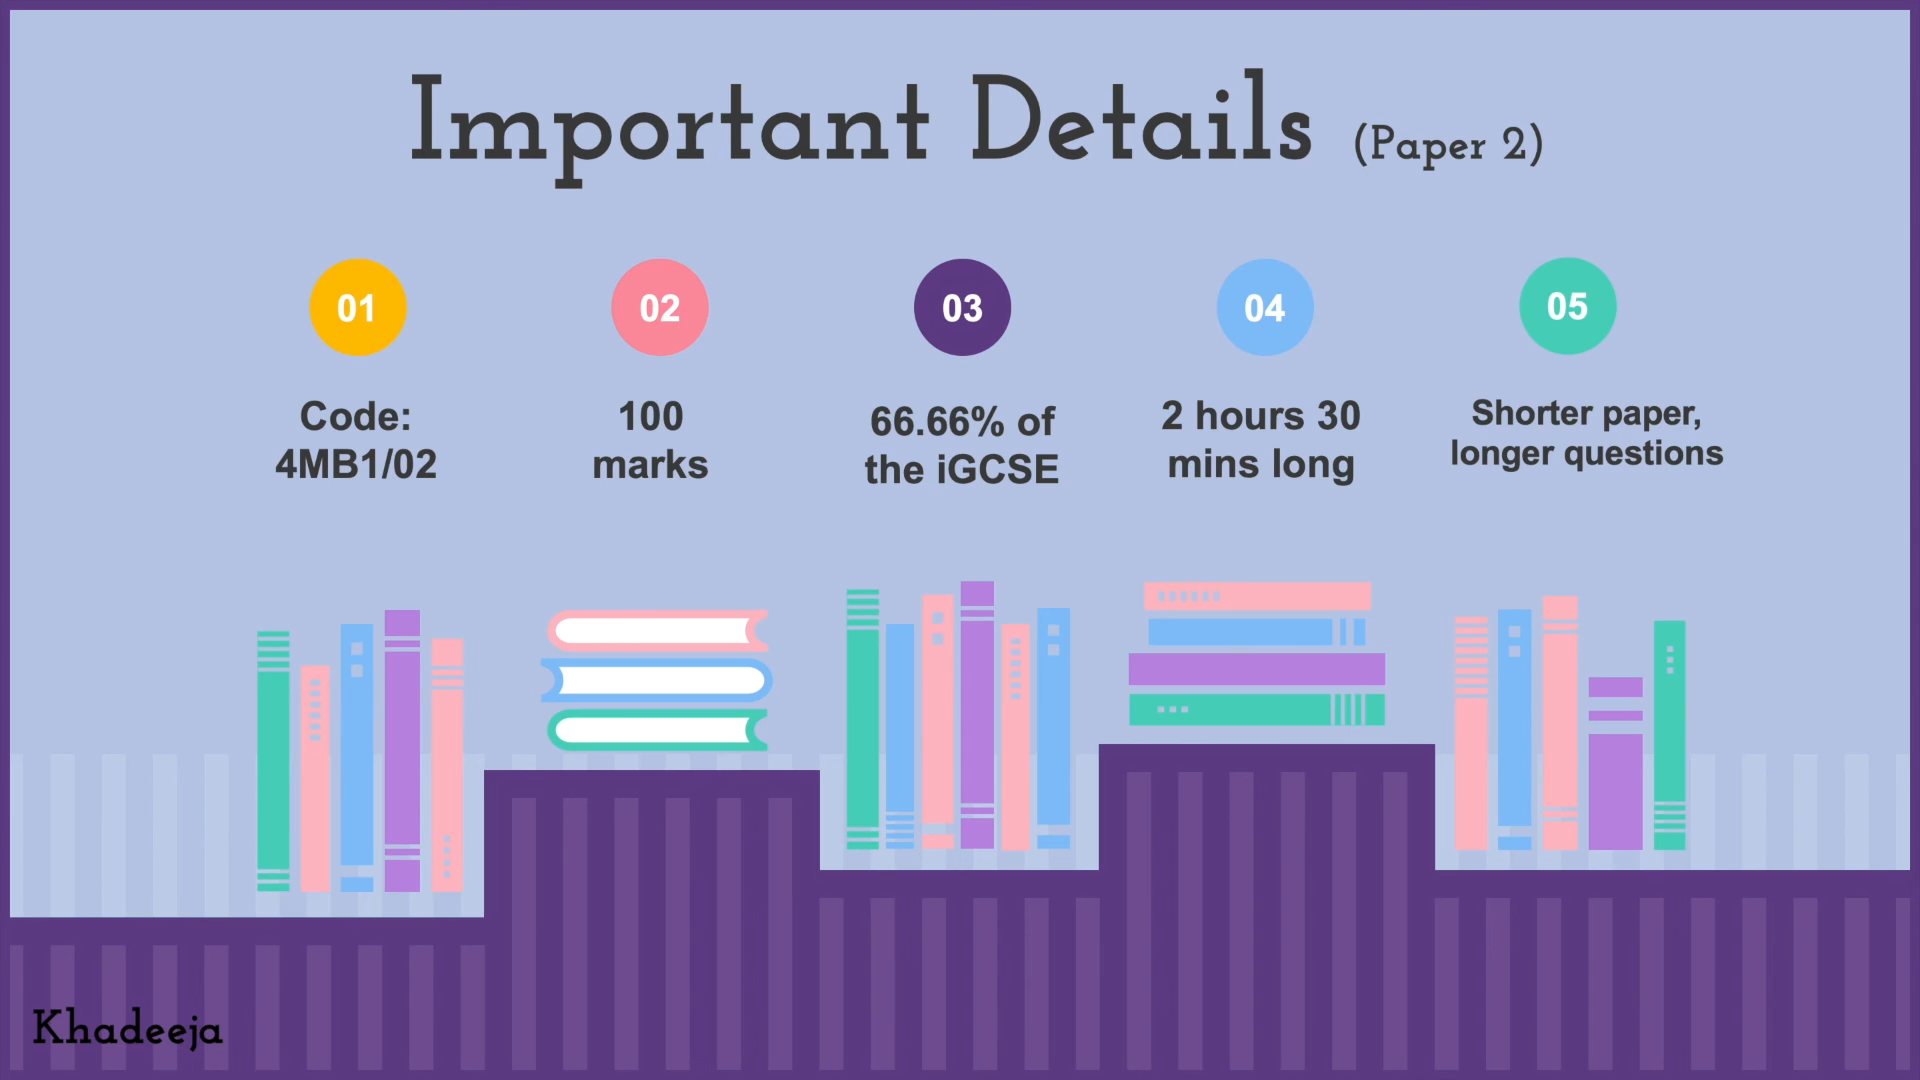 Important Details (Paper 2)
01
Code:
4MB1/02
02
100
marks
03
66.66% of
the iGCSE
04
2 hours 30
mins long
05
Shorter paper,
longer questions
Khadeeja